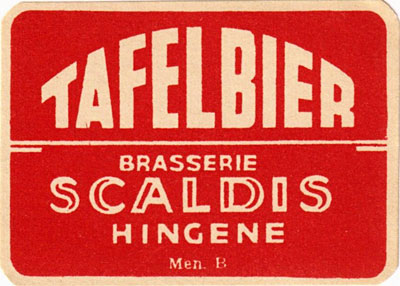 TAFELBIER
BRASSERIE
SCALDIS
HINGENE
Men. B